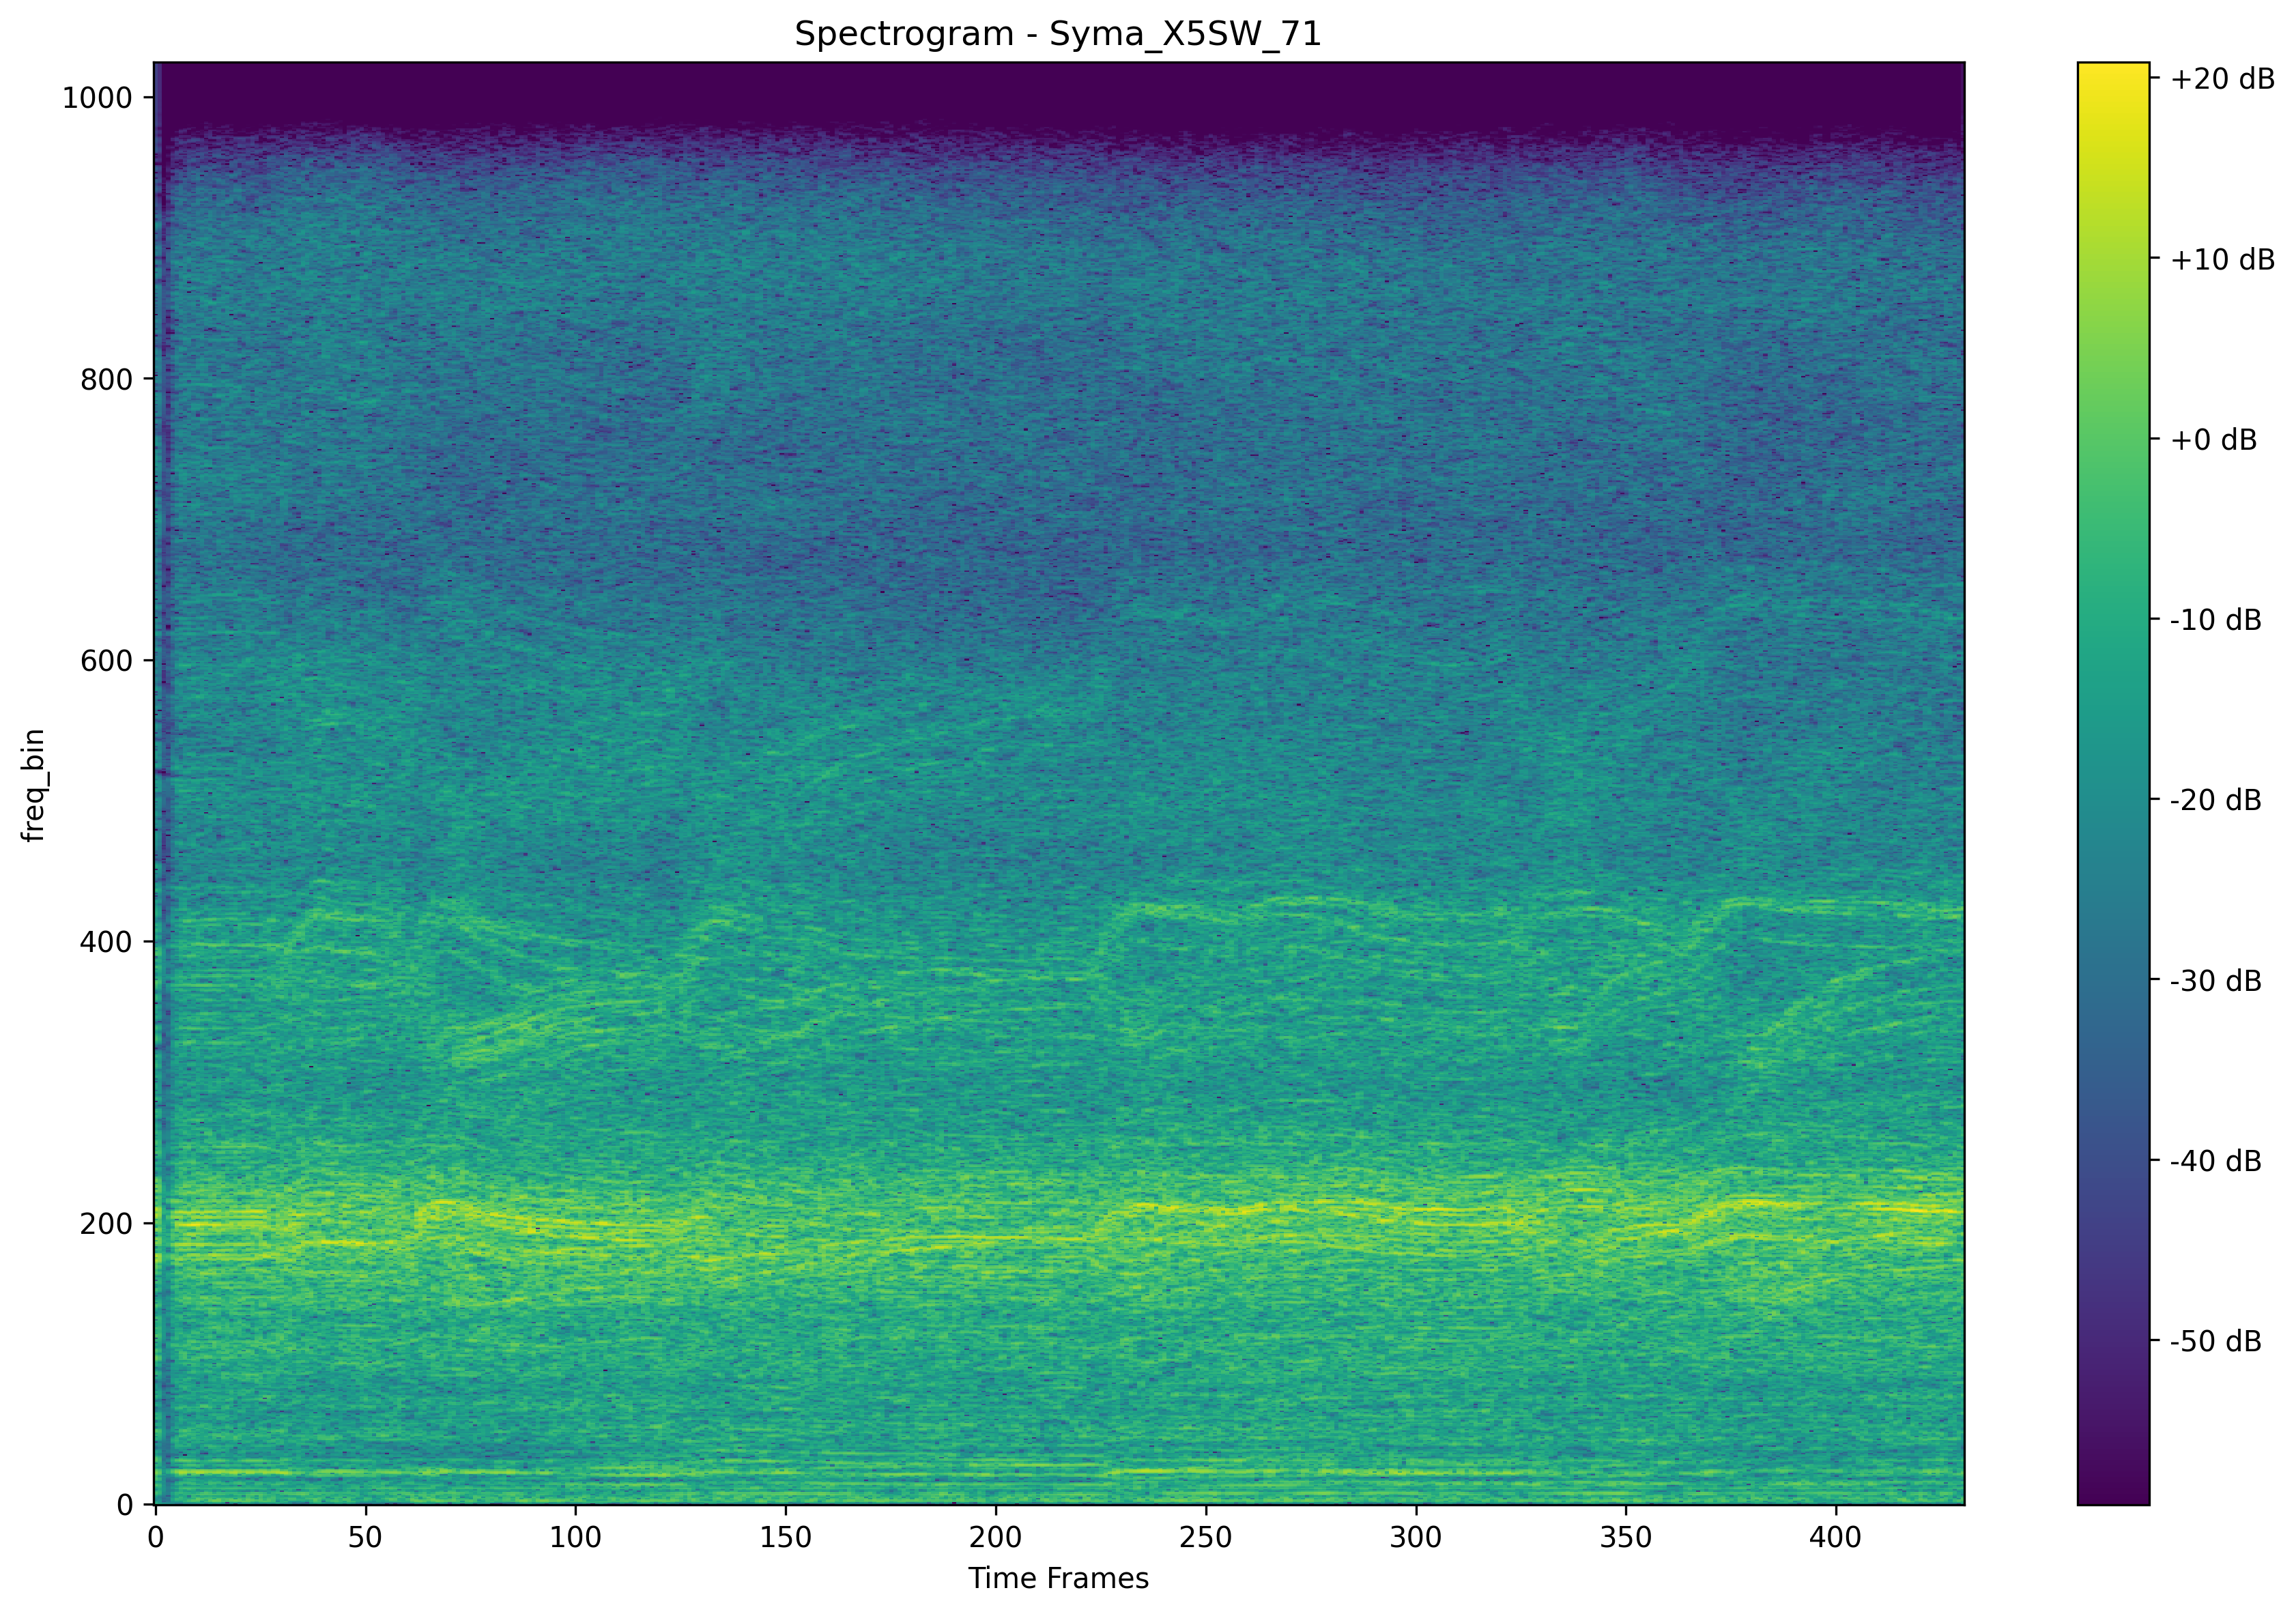 Spectrogram - Syma_X5SW_71
1000
800
600
400
200
0
freq_bin
0 50 100 150 200 250 300 350 400
Time Frames
+20 dB
+10 dB
+0 dB
-10 dB
-20 dB
-30 dB
-40 dB
-50 dB